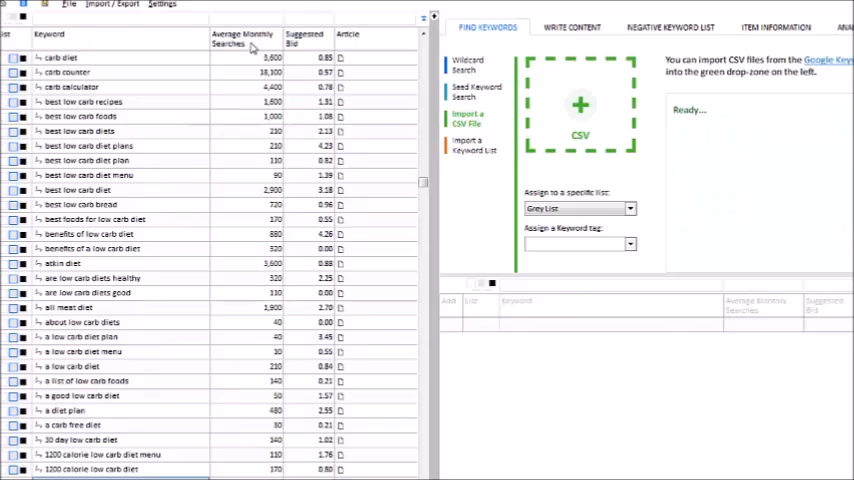 File Import / Export Settings
List Keyword Average Monthly Searches Suggested Bid Article
carb diet 3,600 0.85
carb counter 18,100 0.57
carb calculator 4,400 0.78
best low carb recipes 1,600 1.31
best low carb foods 1,000 1.08
best low carb diets 210 2.13
best low carb diet plans 210 4.23
best low carb diet plan 110 0.82
best low carb diet menu 90 1.39
best low carb diet 2,900 3.18
best low carb bread 720 0.96
best foods for low carb diet 170 0.55
benefits of low carb diet 880 4.26
benefits of a low carb diet 320 0.00
atkin diet 3,600 0.88
are low carb diets healthy 320 2.25
are low carb diets good 110 0.00
all meat diet 1,900 2.70
about low carb diets 40 0.00
a low carb diet plan 40 3.45
a low carb diet menu 10 0.55
a low carb diet 210 0.84
a list of low carb foods 140 0.21
a good low carb diet 50 1.57
a diet plan 480 2.55
a carb free diet 30 0.21
30 day low carb diet 140 1.02
1200 calorie low carb diet menu 110 1.76
1200 calorie low carb diet 170 0.80
FIND KEYWORDS WRITE CONTENT NEGATIVE KEYWORD LIST ITEM INFORMATION
Wildcard
Search
Seed Keyword
Search
Import a
CSV File
Import a
Keyword List
CSV
Assign to a specific list:
Grey List
Assign a Keyword tag:
You can import CSV files from the Google
into the green drop-zone on the left.
Ready...
Add List Keyword Average Monthly Searches Suggested Bid